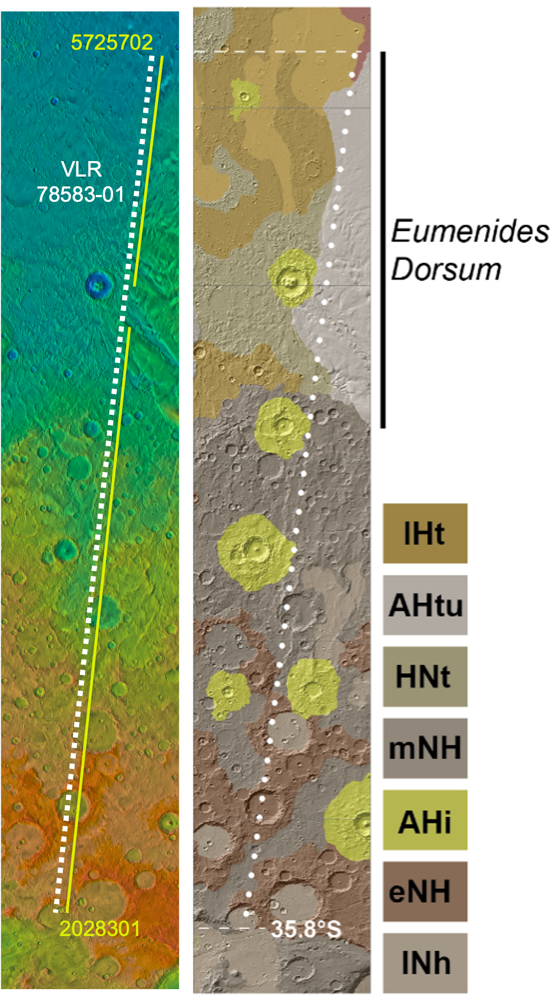 5725702
VLR
78583-01
2028301
Eumenides
Dorsum
35.8°S
lHt
AHtu
HNt
mNH
AHi
eNH
lNh